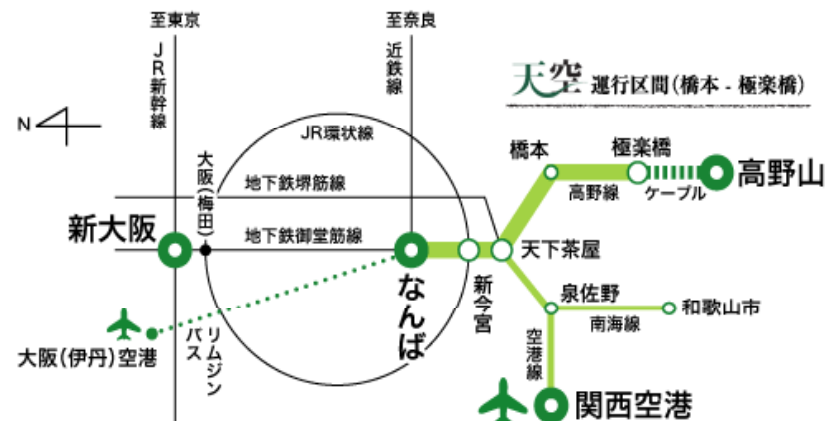 至東京
至奈良
JR新幹線
近鉄線
天空 運行区間(橋本 - 極楽橋)
N
JR環状線
大阪(梅田)
地下鉄堺筋線
橋本
極楽橋
高野山
高野線
ケーブル
新大阪
地下鉄御堂筋線
天下茶屋
なんば
新今宮
泉佐野
和歌山市
南海線
空港線
大阪(伊丹)空港
リムジン
バス
関西空港